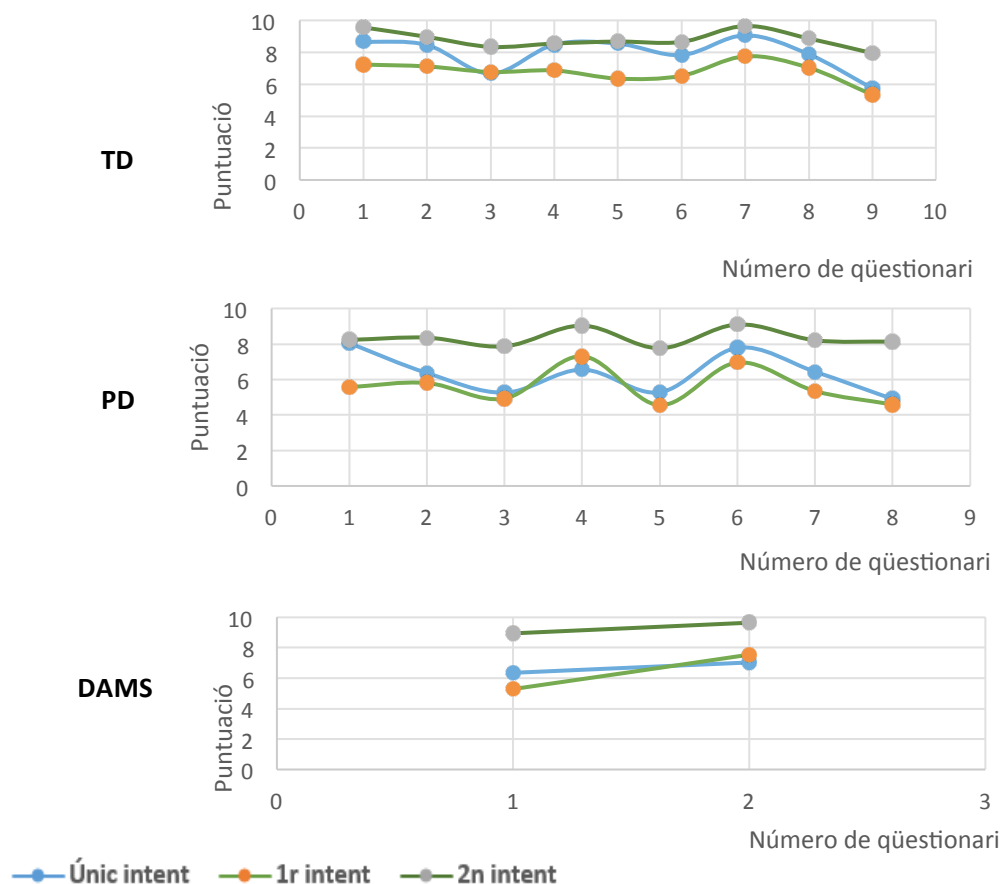 TD
Puntuació
10
8
6
4
2
0
0 1 2 3 4 5 6 7 8 9 10
Número de qüestionari
PD
Puntuació
10
8
6
4
2
0
0 1 2 3 4 5 6 7 8 9
Número de qüestionari
DAMS
Puntuació
10
8
6
4
2
0
0 1 2 3
Número de qüestionari
Únic intent 1r intent 2n intent